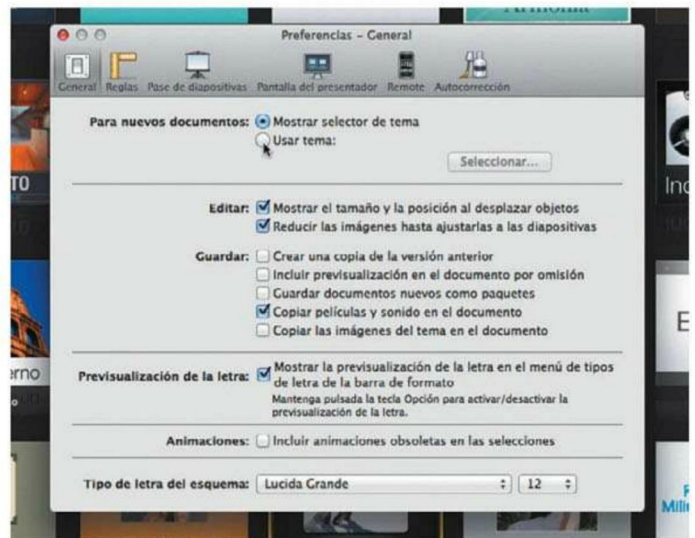 Preferencias – General
General Reglas Pase de diapositivas Pantalla del presentador Remote Autocorrección
Para nuevos documentos: Mostrar selector de tema
Usar tema:
Seleccionar...
Editar: Mostrar el tamaño y la posición al desplazar objetos
Reducir las imágenes hasta ajustarlas a las diapositivas
Guardar: Crear una copia de la versión anterior
Incluir previsualización en el documento por omisión
Guardar documentos nuevos como paquetes
Copiar películas y sonido en el documento
Copiar las imágenes del tema en el documento
Previsualización de la letra: Mostrar la previsualización de la letra en el menú de tipos
de letra de la barra de formato
Mantenga pulsada la tecla Opción para activar/desactivar la
previsualización de la letra.
Animaciones: Incluir animaciones obsoletas en las selecciones
Tipo de letra del esquema: Lucida Grande 12